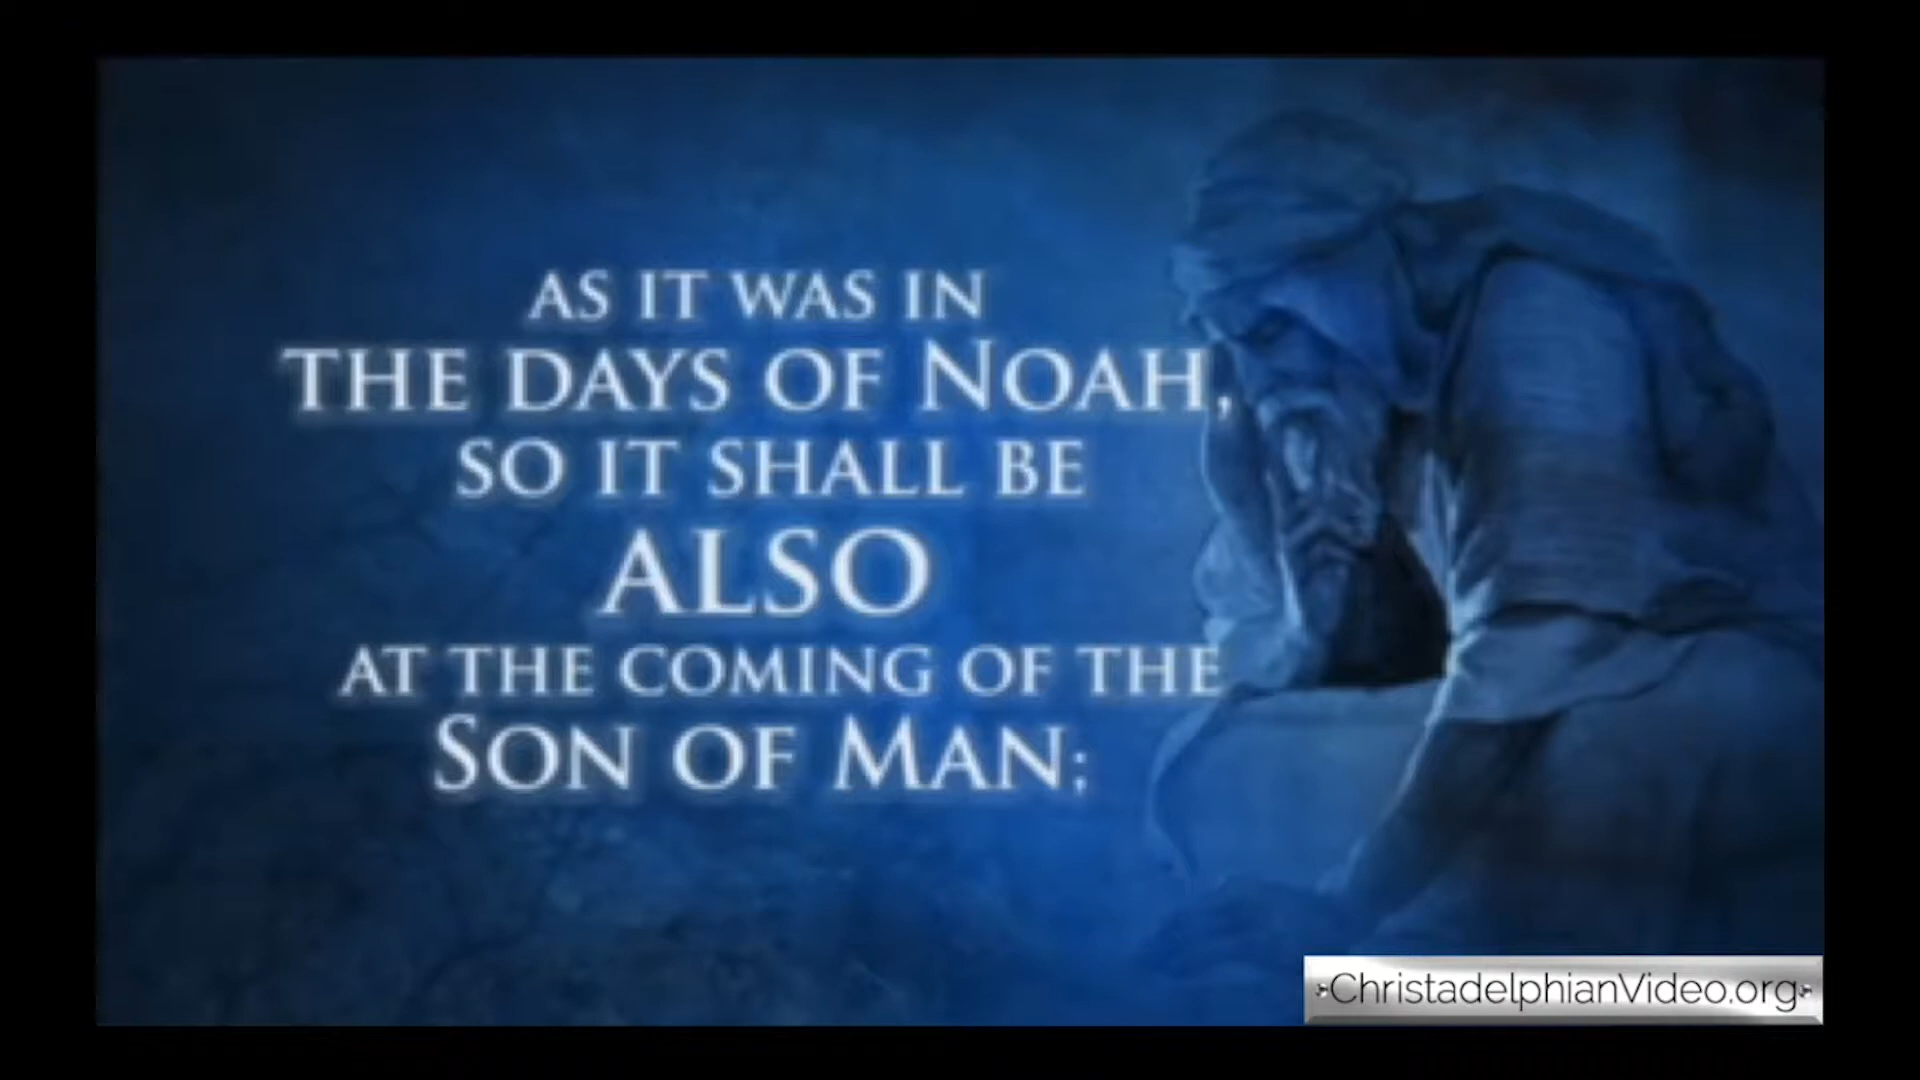 AS IT WAS IN
THE DAYS OF NOAH,
SO IT SHALL BE
ALSO
AT THE COMING OF THE
SON OF MAN;
ChristadelphianVideo.org